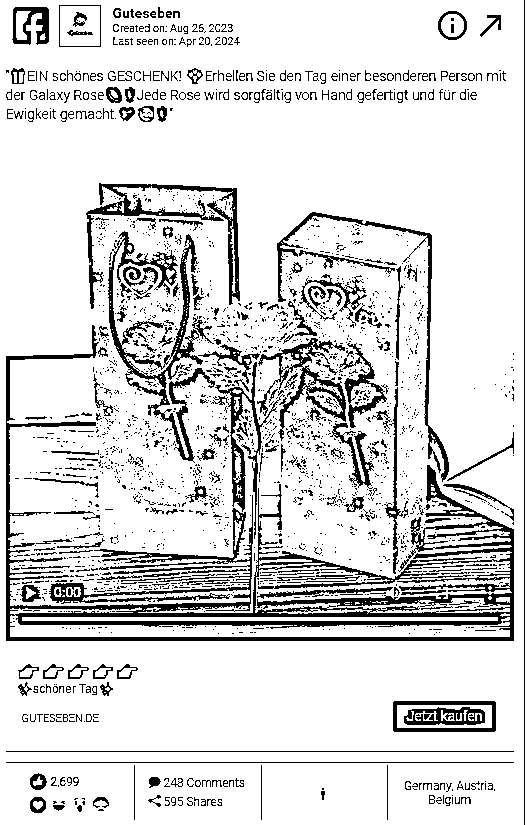 Guteseben
Created on: Aug 25, 2023
Last seen on: Apr 20, 2024
"🎁EIN schönes GESCHENK! 🌹Erhellen Sie den Tag einer besonderen Person mit
der Galaxy Rose Jede Rose wird sorgfältig von Hand gefertigt und für die
Ewigkeit gemacht. "
0:00
👉👉👉👉👉
schöner Tag
GUTESEBEN.DE
Jetzt kaufen
2,699
248 Comments
595 Shares
Germany, Austria,
Belgium